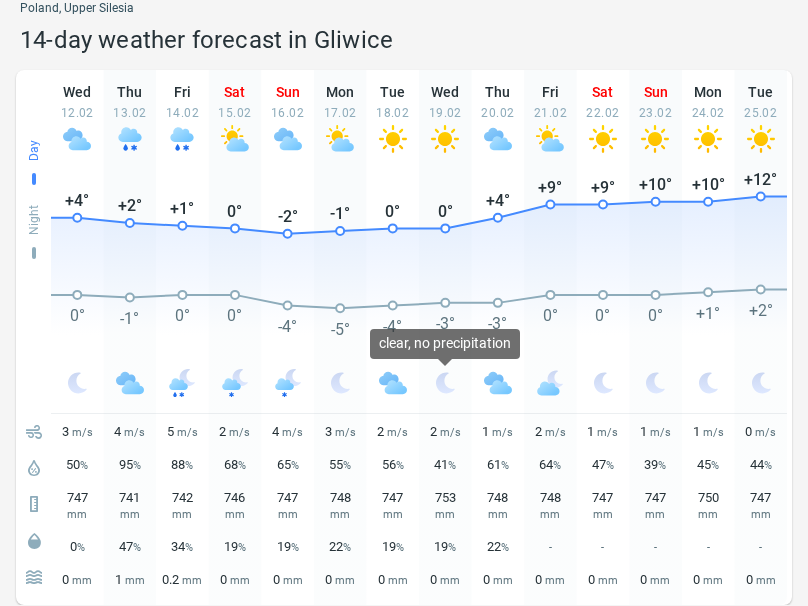 Poland, Upper Silesia
14-day weather forecast in Gliwice
Wed Thu Fri Sat Sun Mon Tue Wed Thu Fri Sat Sun Mon Tue
12.02 13.02 14.02 15.02 16.02 17.02 18.02 19.02 20.02 21.02 22.02 23.02 24.02 25.02
Day
+4° +2° +1° 0° -2° -1° 0° 0° +4° +9° +9° +10° +10° +12°
Night
0° -1° 0° 0° -4° -5° -4° -3° -3° 0° 0° 0° +1° +2°
clear, no precipitation
3 m/s 4 m/s 5 m/s 2 m/s 4 m/s 3 m/s 2 m/s 2 m/s 1 m/s 2 m/s 1 m/s 1 m/s 1 m/s 0 m/s
50% 95% 88% 68% 65% 55% 56% 41% 61% 64% 47% 39% 45% 44%
747 741 742 746 747 748 747 753 748 748 747 747 750 747
mm mm mm mm mm mm mm mm mm mm mm mm mm mm
0% 47% 34% 19% 19% 22% 19% 19% 22% - - - - -
0 mm 1 mm 0.2 mm 0 mm 0 mm 0 mm 0 mm 0 mm 0 mm 0 mm 0 mm 0 mm 0 mm 0 mm